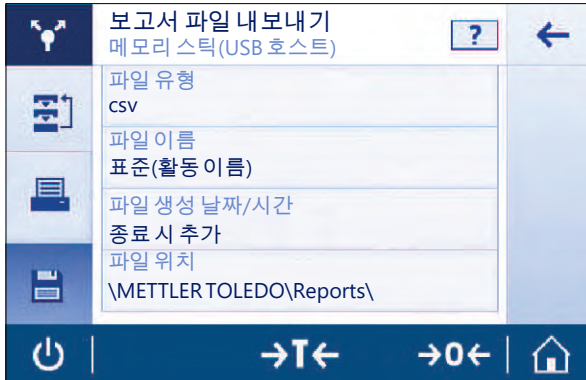 보고서 파일 내보내기
메모리 스틱(USB 호스트)
?
파일 유형
csv
파일 이름
표준(활동 이름)
파일 생성 날짜/시간
종료 시 추가
파일 위치
\METTLER TOLEDO\Reports\
→T← →0←